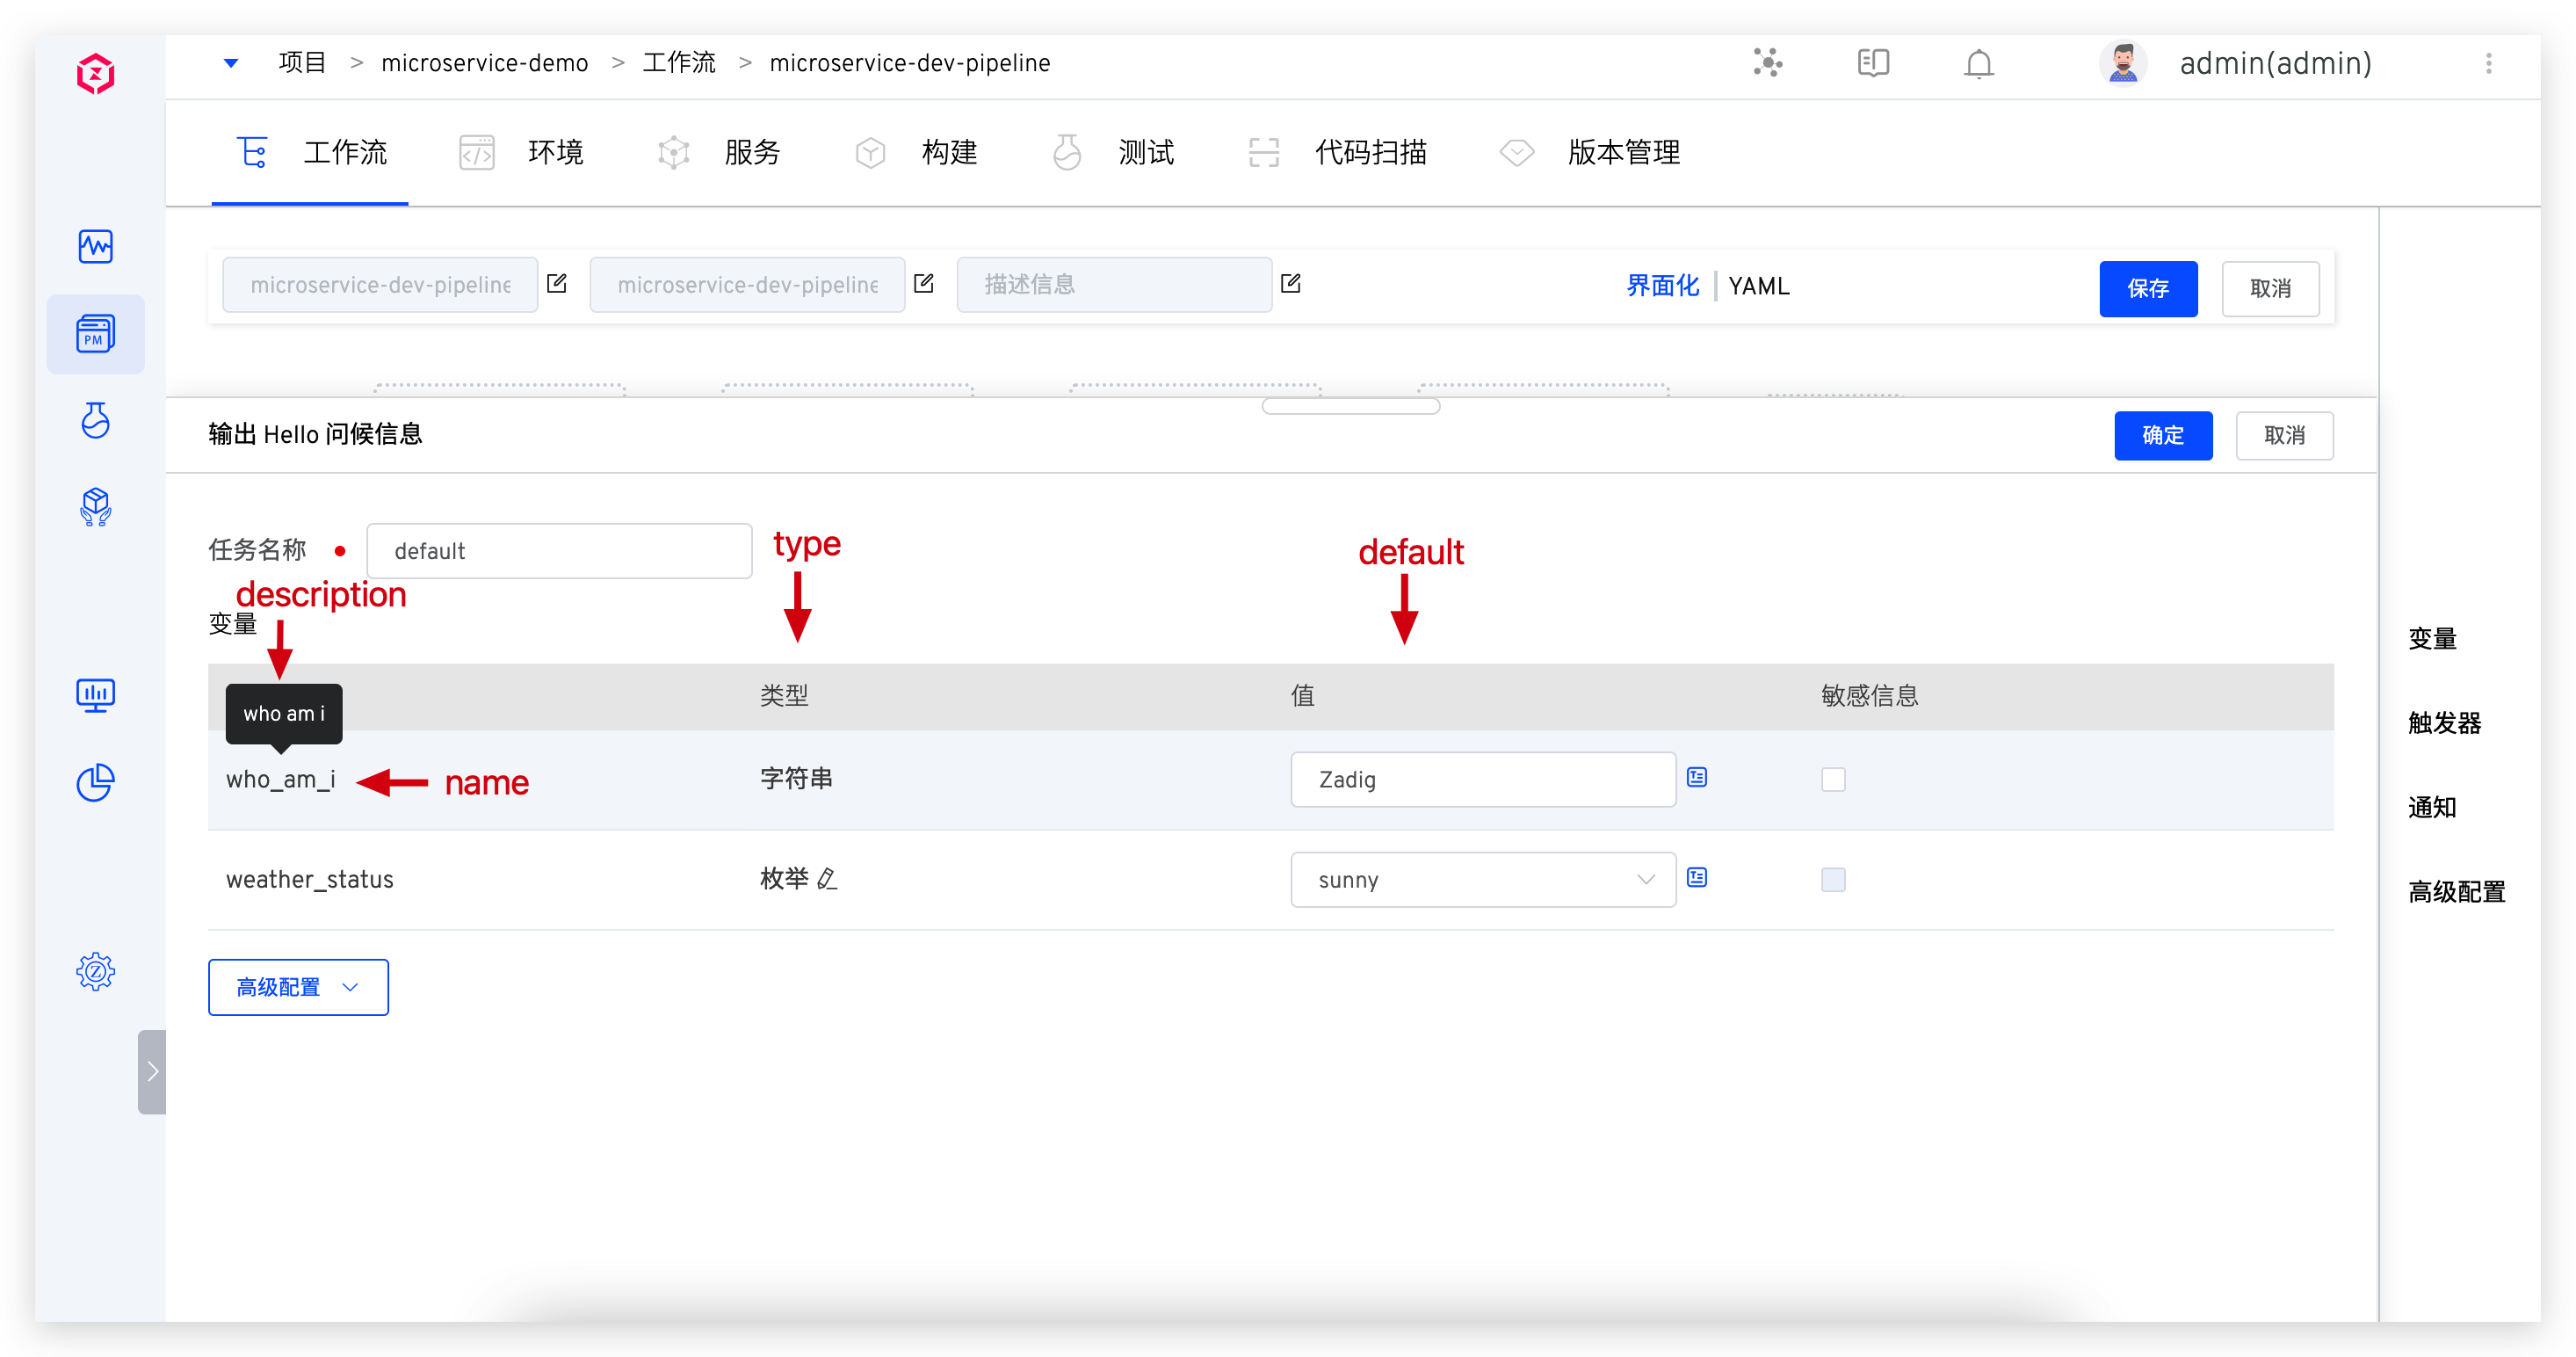 项目 > microservice-demo > 工作流 > microservice-dev-pipeline
admin(admin)
工作流 环境 服务 构建 测试 代码扫描 版本管理
PM
microservice-dev-pipeline microservice-dev-pipeline 描述信息 界面化 | YAML 保存 取消
输出 Hello 问候信息 确定 取消
任务名称 default
type
default
description
变量
类型 值 敏感信息
who am i
who_am_i name 字符串 Zadig
weather_status 枚举 sunny
高级配置
变量
触发器
通知
高级配置